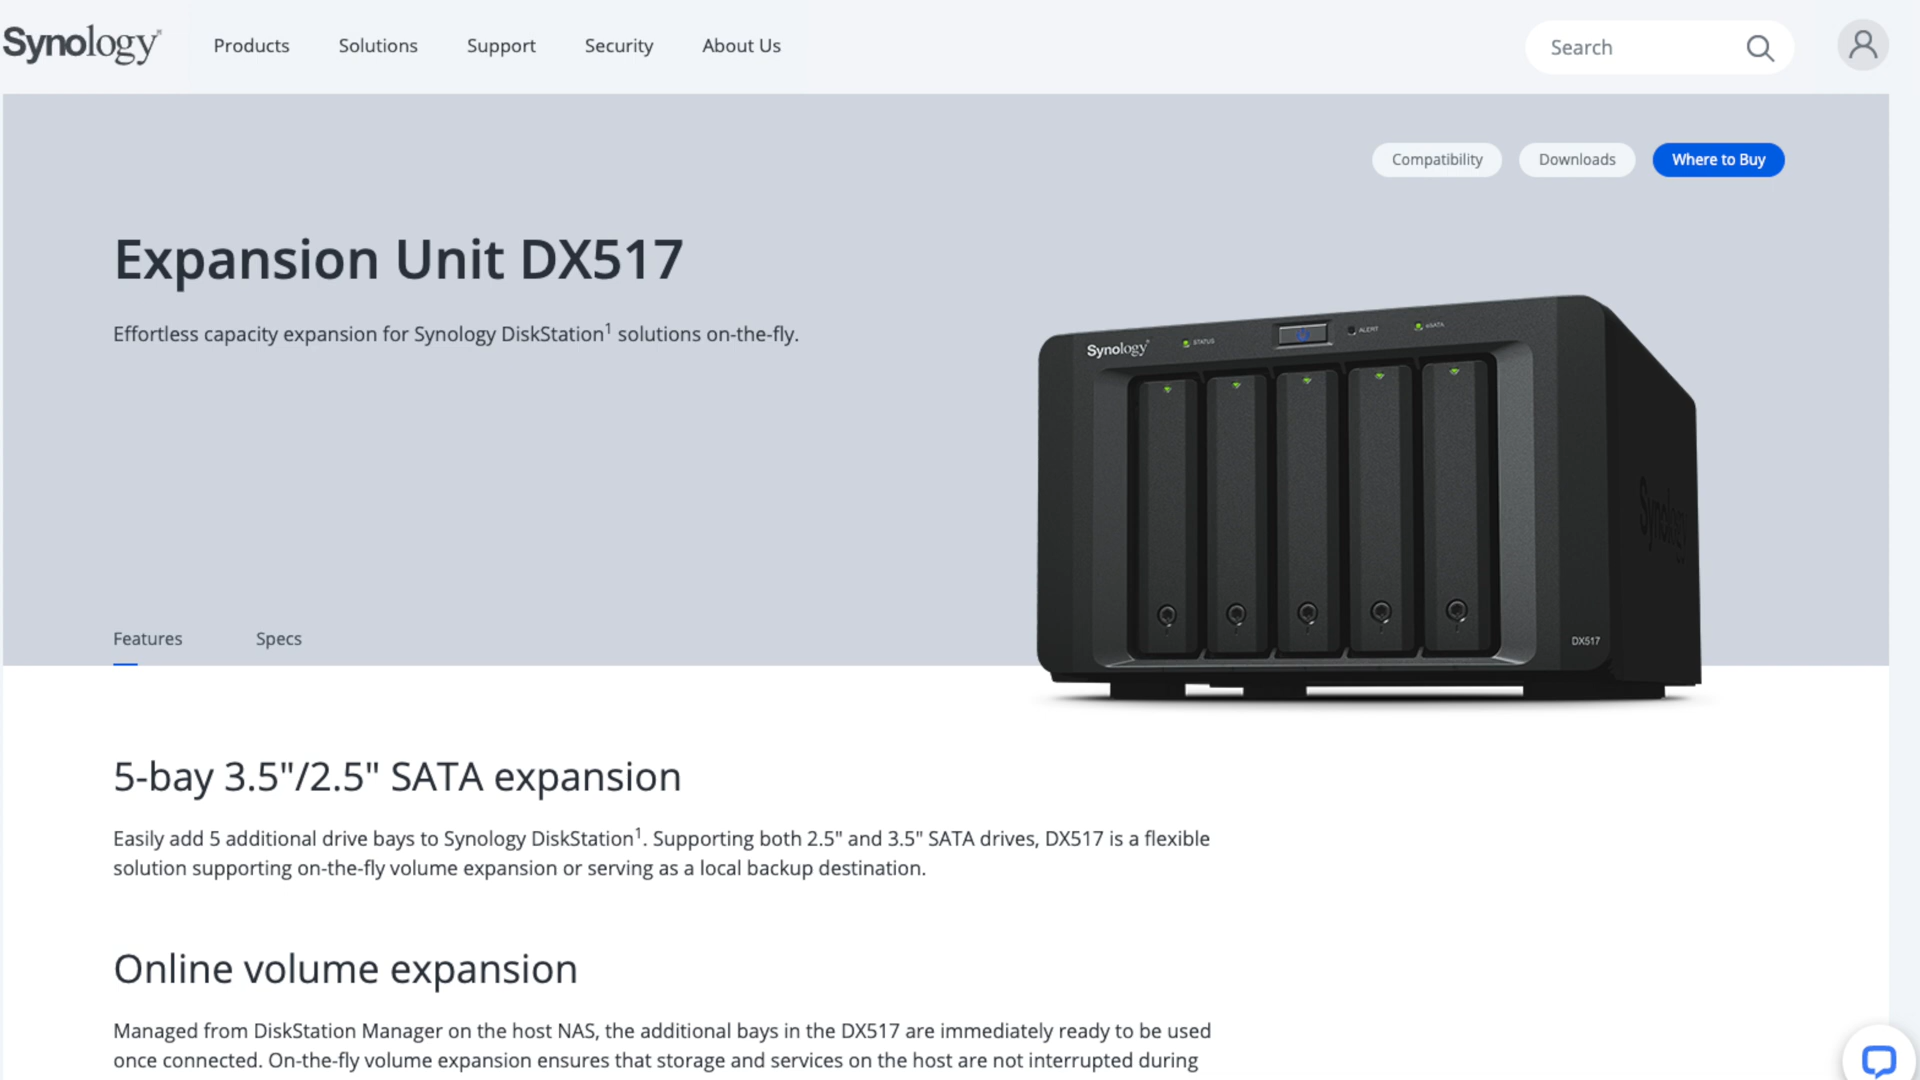 Synology
Products Solutions Support Security About Us
Search
Compatibility Downloads Where to Buy
Expansion Unit DX517
Effortless capacity expansion for Synology DiskStation1 solutions on-the-fly.
Synology STATUS ALERT eSATA
Synology
DX517
Features Specs
5-bay 3.5"/2.5" SATA expansion
Easily add 5 additional drive bays to Synology DiskStation1. Supporting both 2.5" and 3.5" SATA drives, DX517 is a flexible
solution supporting on-the-fly volume expansion or serving as a local backup destination.
Online volume expansion
Managed from DiskStation Manager on the host NAS, the additional bays in the DX517 are immediately ready to be used
once connected. On-the-fly volume expansion ensures that storage and services on the host are not interrupted during